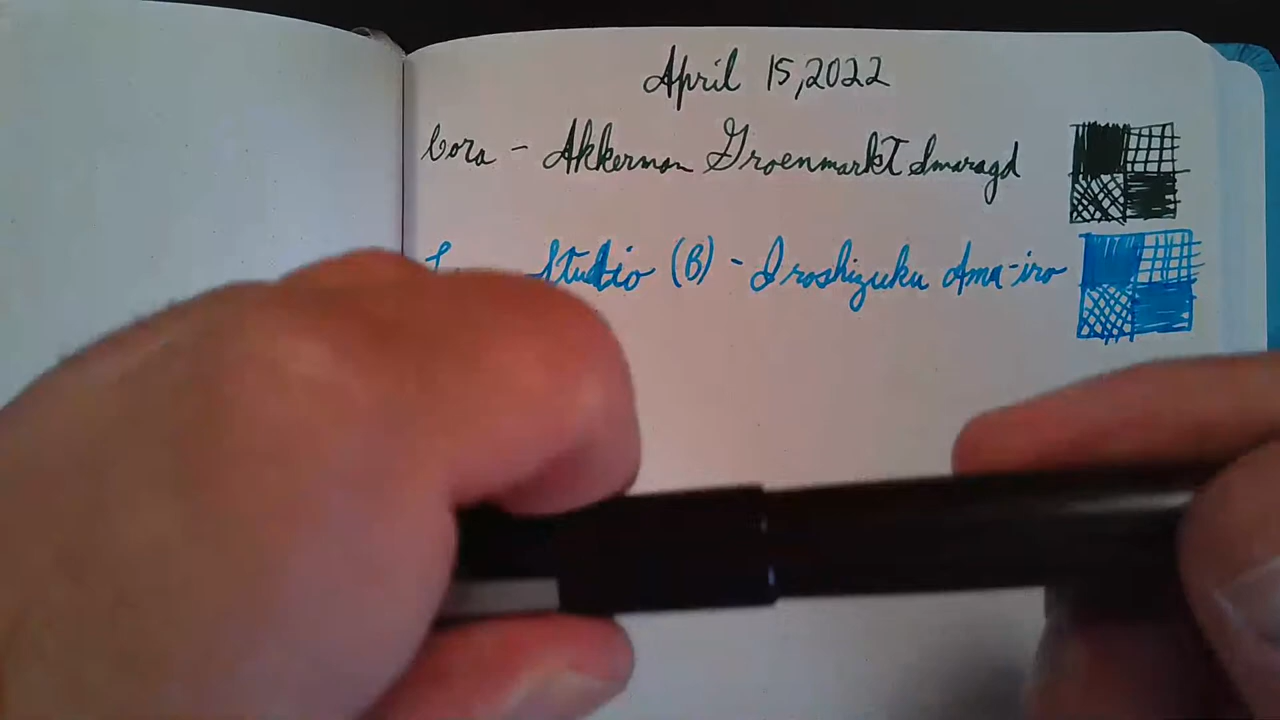 April 15,2022
Cora - Akkerman Groenmarkt Smaragd
Studio (B) - Iroshizuku Ama-iro